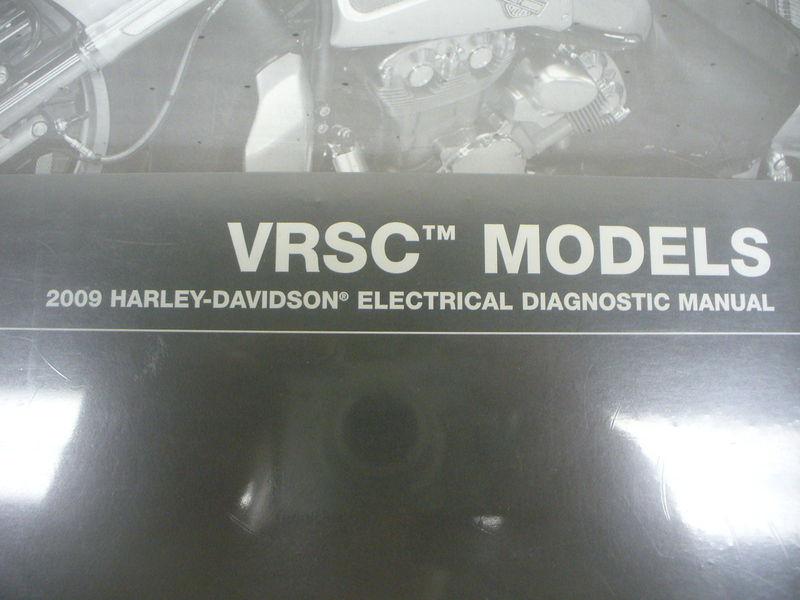 VRSC™ MODELS
2009 HARLEY-DAVIDSON® ELECTRICAL DIAGNOSTIC MANUAL